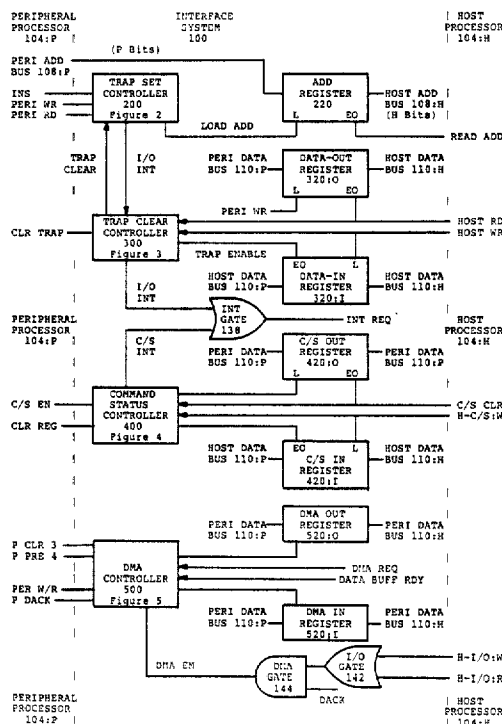 PERIPHERAL PROCESSOR 104:P
INTERFACE SYSTEM 100
HOST PROCESSOR 104:H
PERI ADD BUS 108:P
(P Bits)
INS
PERI WR
PERI RD
TRAP SET CONTROLLER 200 Figure 2
ADD REGISTER 220
L EO
HOST ADD BUS 108:H (H Bits)
LOAD ADD
READ ADD
TRAP CLEAR
I/O INT
PERI DATA BUS 110:P
DATA-OUT REGISTER 320:O
L EO
HOST DATA BUS 110:H
PERI WR
CLR TRAP
TRAP CLEAR CONTROLLER 300 Figure 3
HOST RD
HOST WR
TRAP ENABLE
HOST DATA BUS 110:P
EO L
DATA-IN REGISTER 320:I
HOST DATA BUS 110:H
I/O INT
INT GATE 138
INT REQ
PERIPHERAL PROCESSOR 104:P
HOST PROCESSOR 104:H
C/S INT
PERI DATA BUS 110:P
C/S OUT REGISTER 420:O
L EO
PERI DATA BUS 110:P
C/S EN
CLR REG
COMMAND STATUS CONTROLLER 400 Figure 4
C/S CLR
H-C/S:W
HOST DATA BUS 110:P
EO L
C/S IN REGISTER 420:I
HOST DATA BUS 110:H
PERI DATA BUS 110:P
DMA OUT REGISTER 520:O
PERI DATA BUS 110:H
P CLR 3
P PRE 4
PER W/R
P DACK
DMA CONTROLLER 500 Figure 5
DMA REQ
DATA BUFF RDY
PERI DATA BUS 110:P
DMA IN REGISTER 520:I
PERI DATA BUS 110:H
DMA EM
DMA GATE 144
I/O GATE 142
H-I/O:W
H-I/O:R
DACK
PERIPHERAL PROCESSOR 104:P
HOST PROCESSOR 104:H